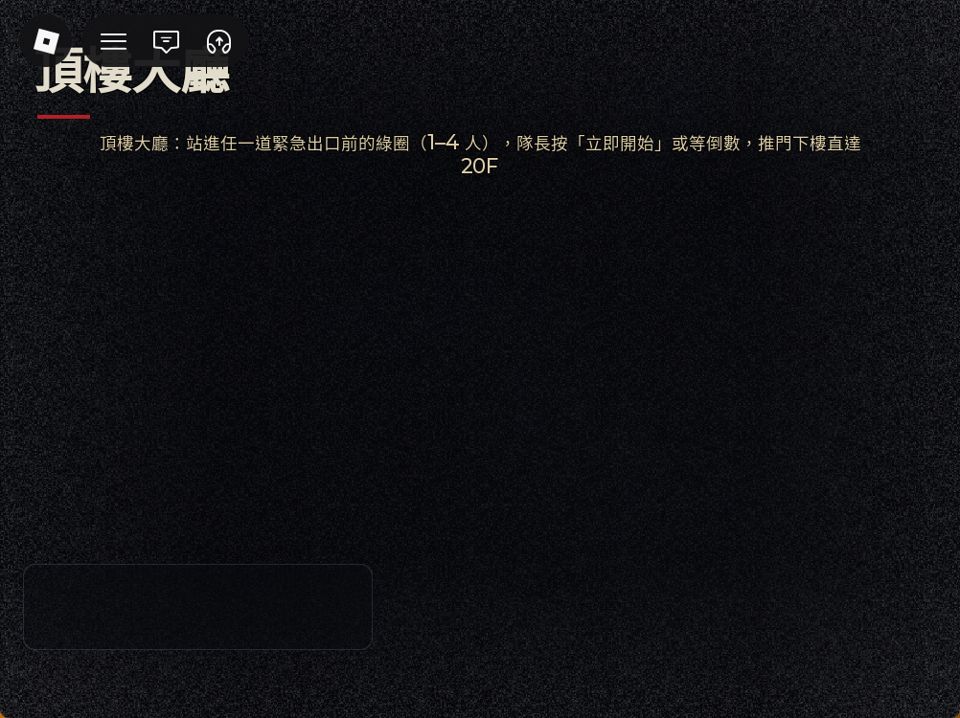 頂樓大廳
頂樓大廳：站進任一道緊急出口前的綠圈（1–4 人），隊長按「立即開始」或等倒數，推門下樓直達
20F